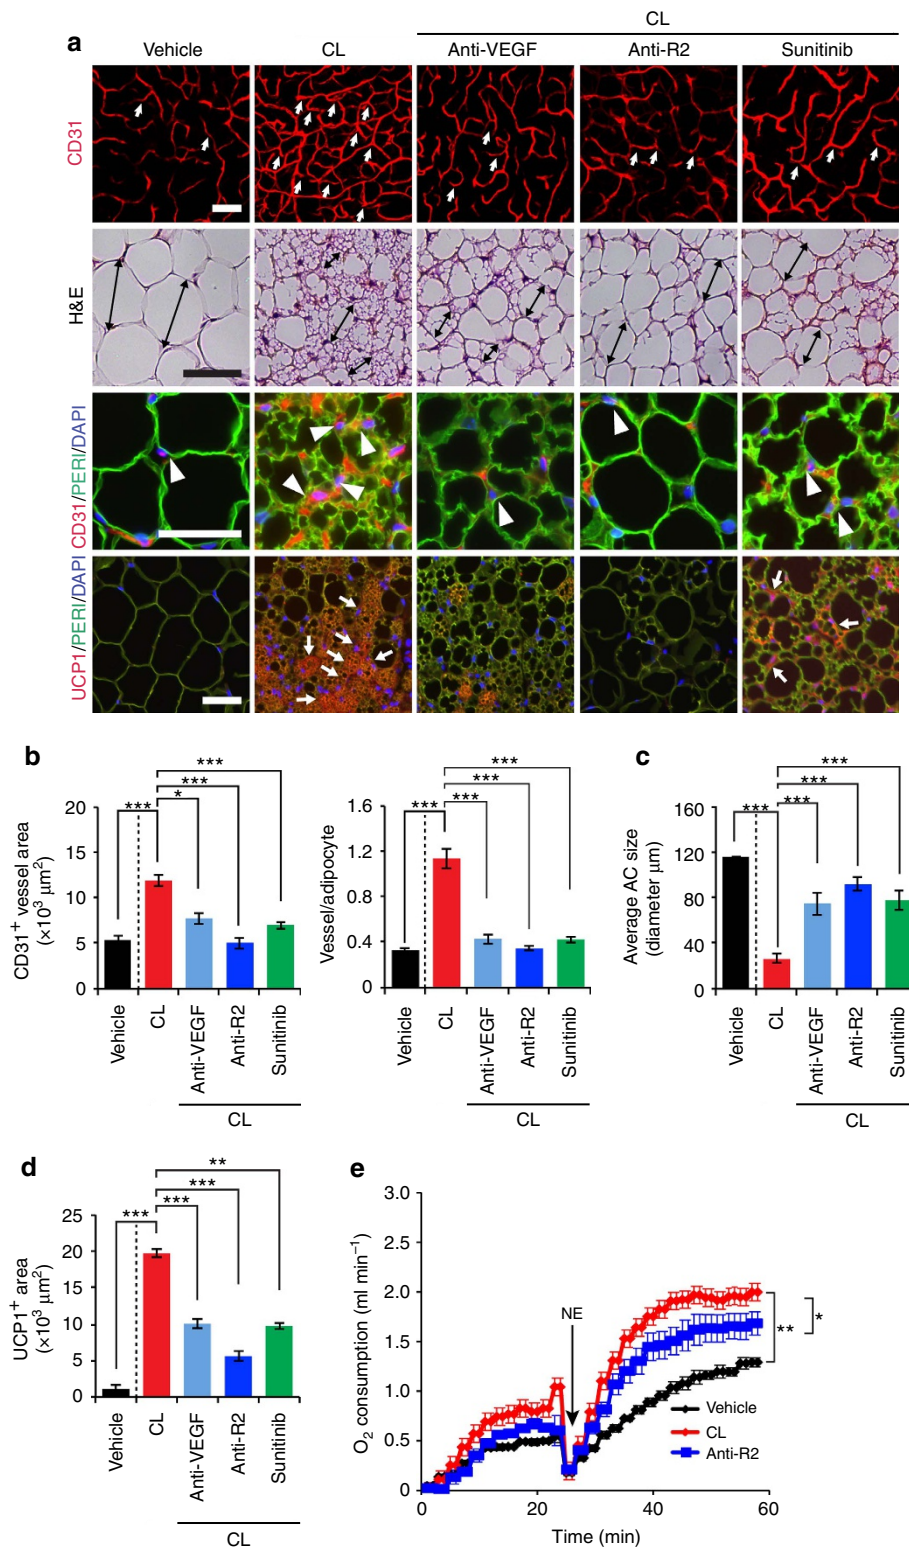 CL
a
Vehicle CL Anti-VEGF Anti-R2 Sunitinib
CD31
H&E
CD31/PERI/DAPI
UCP1/PERI/DAPI
b
CD31+ vessel area
(×10³ μm²)
20
15
10
5
0
***
*
***
***
Vehicle
CL
Anti-VEGF
Anti-R2
Sunitinib
CL
Vessel/adipocyte
1.6
1.2
0.8
0.4
0
***
***
***
***
Vehicle
CL
Anti-VEGF
Anti-R2
Sunitinib
CL
c
Average AC size
(diameter μm)
160
120
80
40
0
***
***
***
***
Vehicle
CL
Anti-VEGF
Anti-R2
Sunitinib
CL
d
UCP1+ area
(×10³ μm²)
25
20
15
10
5
0
***
***
***
**
Vehicle
CL
Anti-VEGF
Anti-R2
Sunitinib
CL
e
O₂ consumption (ml min⁻¹)
3.0
2.5
2.0
1.5
1.0
0.5
0
NE
**
*
Vehicle
CL
Anti-R2
0 20 40 60
Time (min)